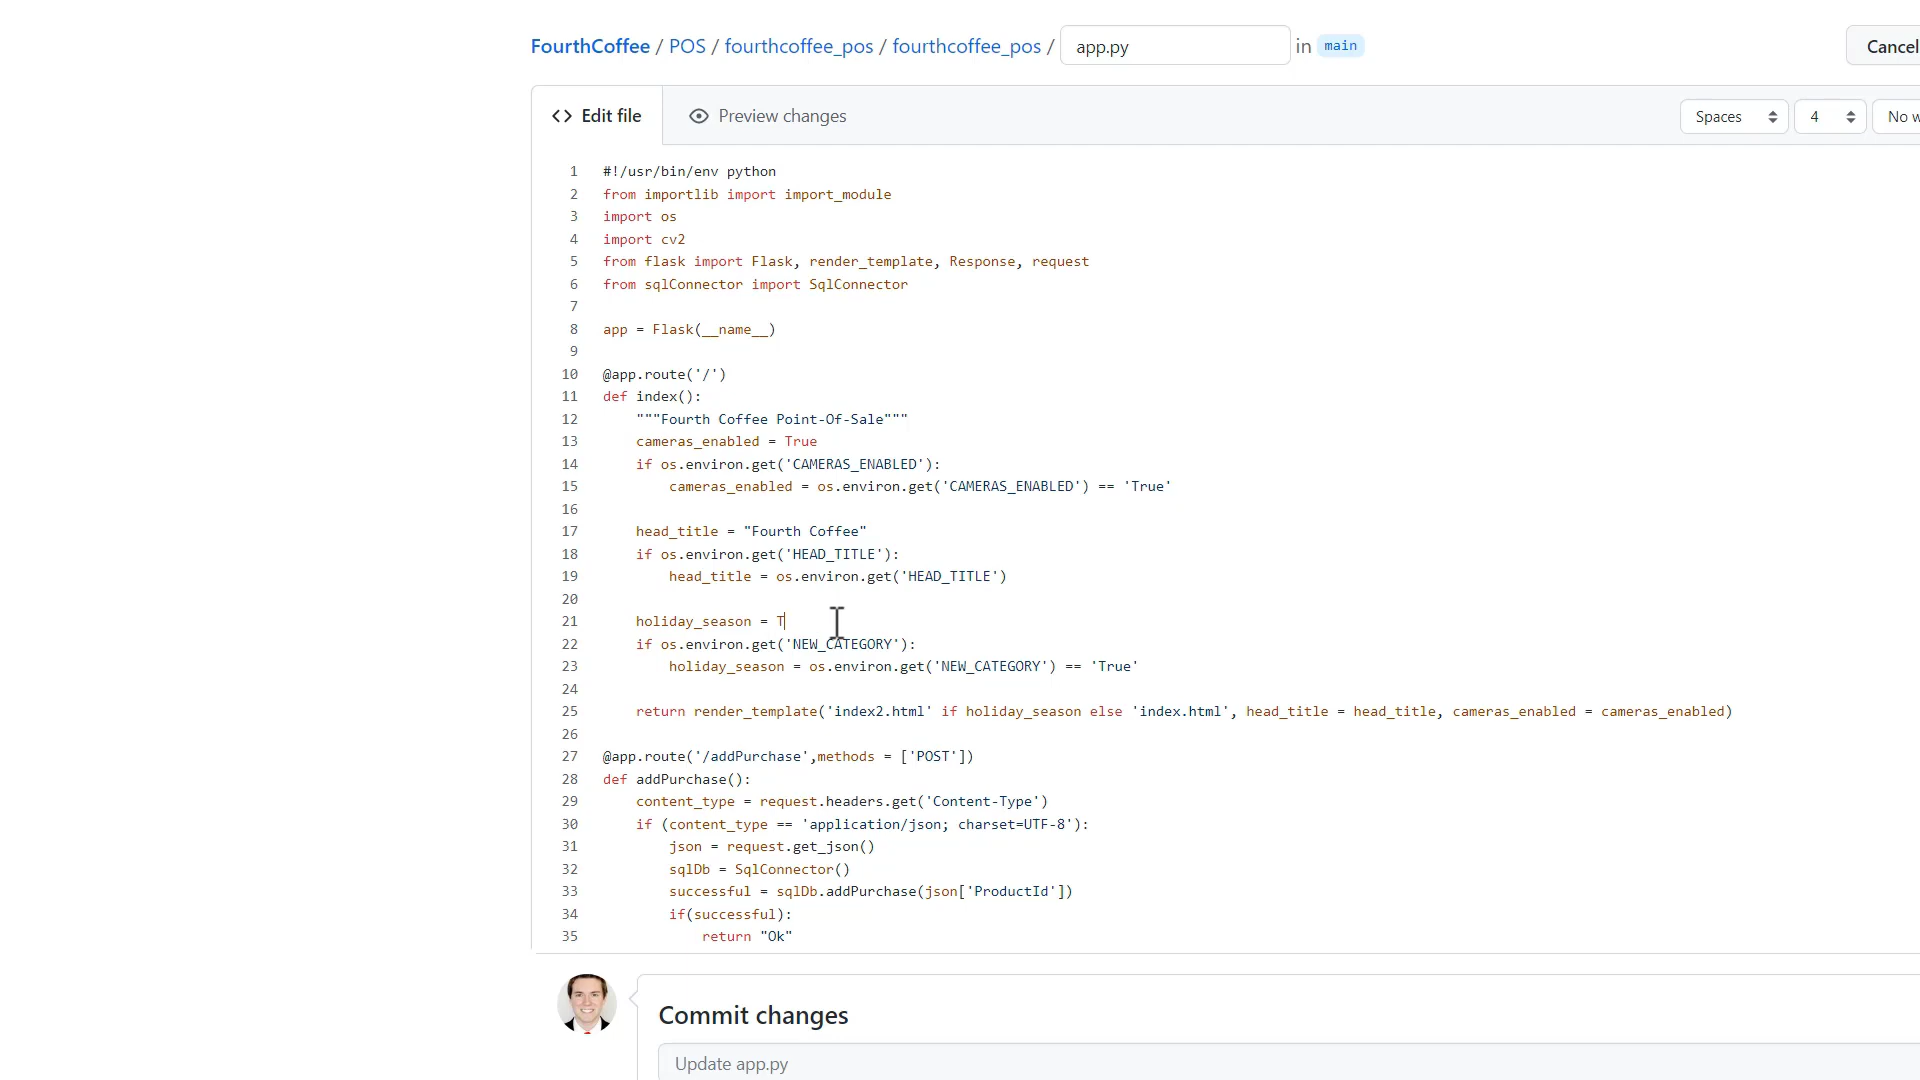 FourthCoffee / POS / fourthcoffee_pos / fourthcoffee_pos / app.py in main Cancel
Edit file Preview changes Spaces 4 No w
1 #!/usr/bin/env python
2 from importlib import import_module
3 import os
4 import cv2
5 from flask import Flask, render_template, Response, request
6 from sqlConnector import SqlConnector
7
8 app = Flask(__name__)
9
10 @app.route('/')
11 def index():
12 """Fourth Coffee Point-Of-Sale"""
13 cameras_enabled = True
14 if os.environ.get('CAMERAS_ENABLED'):
15 cameras_enabled = os.environ.get('CAMERAS_ENABLED') == 'True'
16
17 head_title = "Fourth Coffee"
18 if os.environ.get('HEAD_TITLE'):
19 head_title = os.environ.get('HEAD_TITLE')
20
21 holiday_season = T
22 if os.environ.get('NEW_CATEGORY'):
23 holiday_season = os.environ.get('NEW_CATEGORY') == 'True'
24
25 return render_template('index2.html' if holiday_season else 'index.html', head_title = head_title, cameras_enabled = cameras_enabled)
26
27 @app.route('/addPurchase',methods = ['POST'])
28 def addPurchase():
29 content_type = request.headers.get('Content-Type')
30 if (content_type == 'application/json; charset=UTF-8'):
31 json = request.get_json()
32 sqlDb = SqlConnector()
33 successful = sqlDb.addPurchase(json['ProductId'])
34 if(successful):
35 return "Ok"
Commit changes
Update app.py